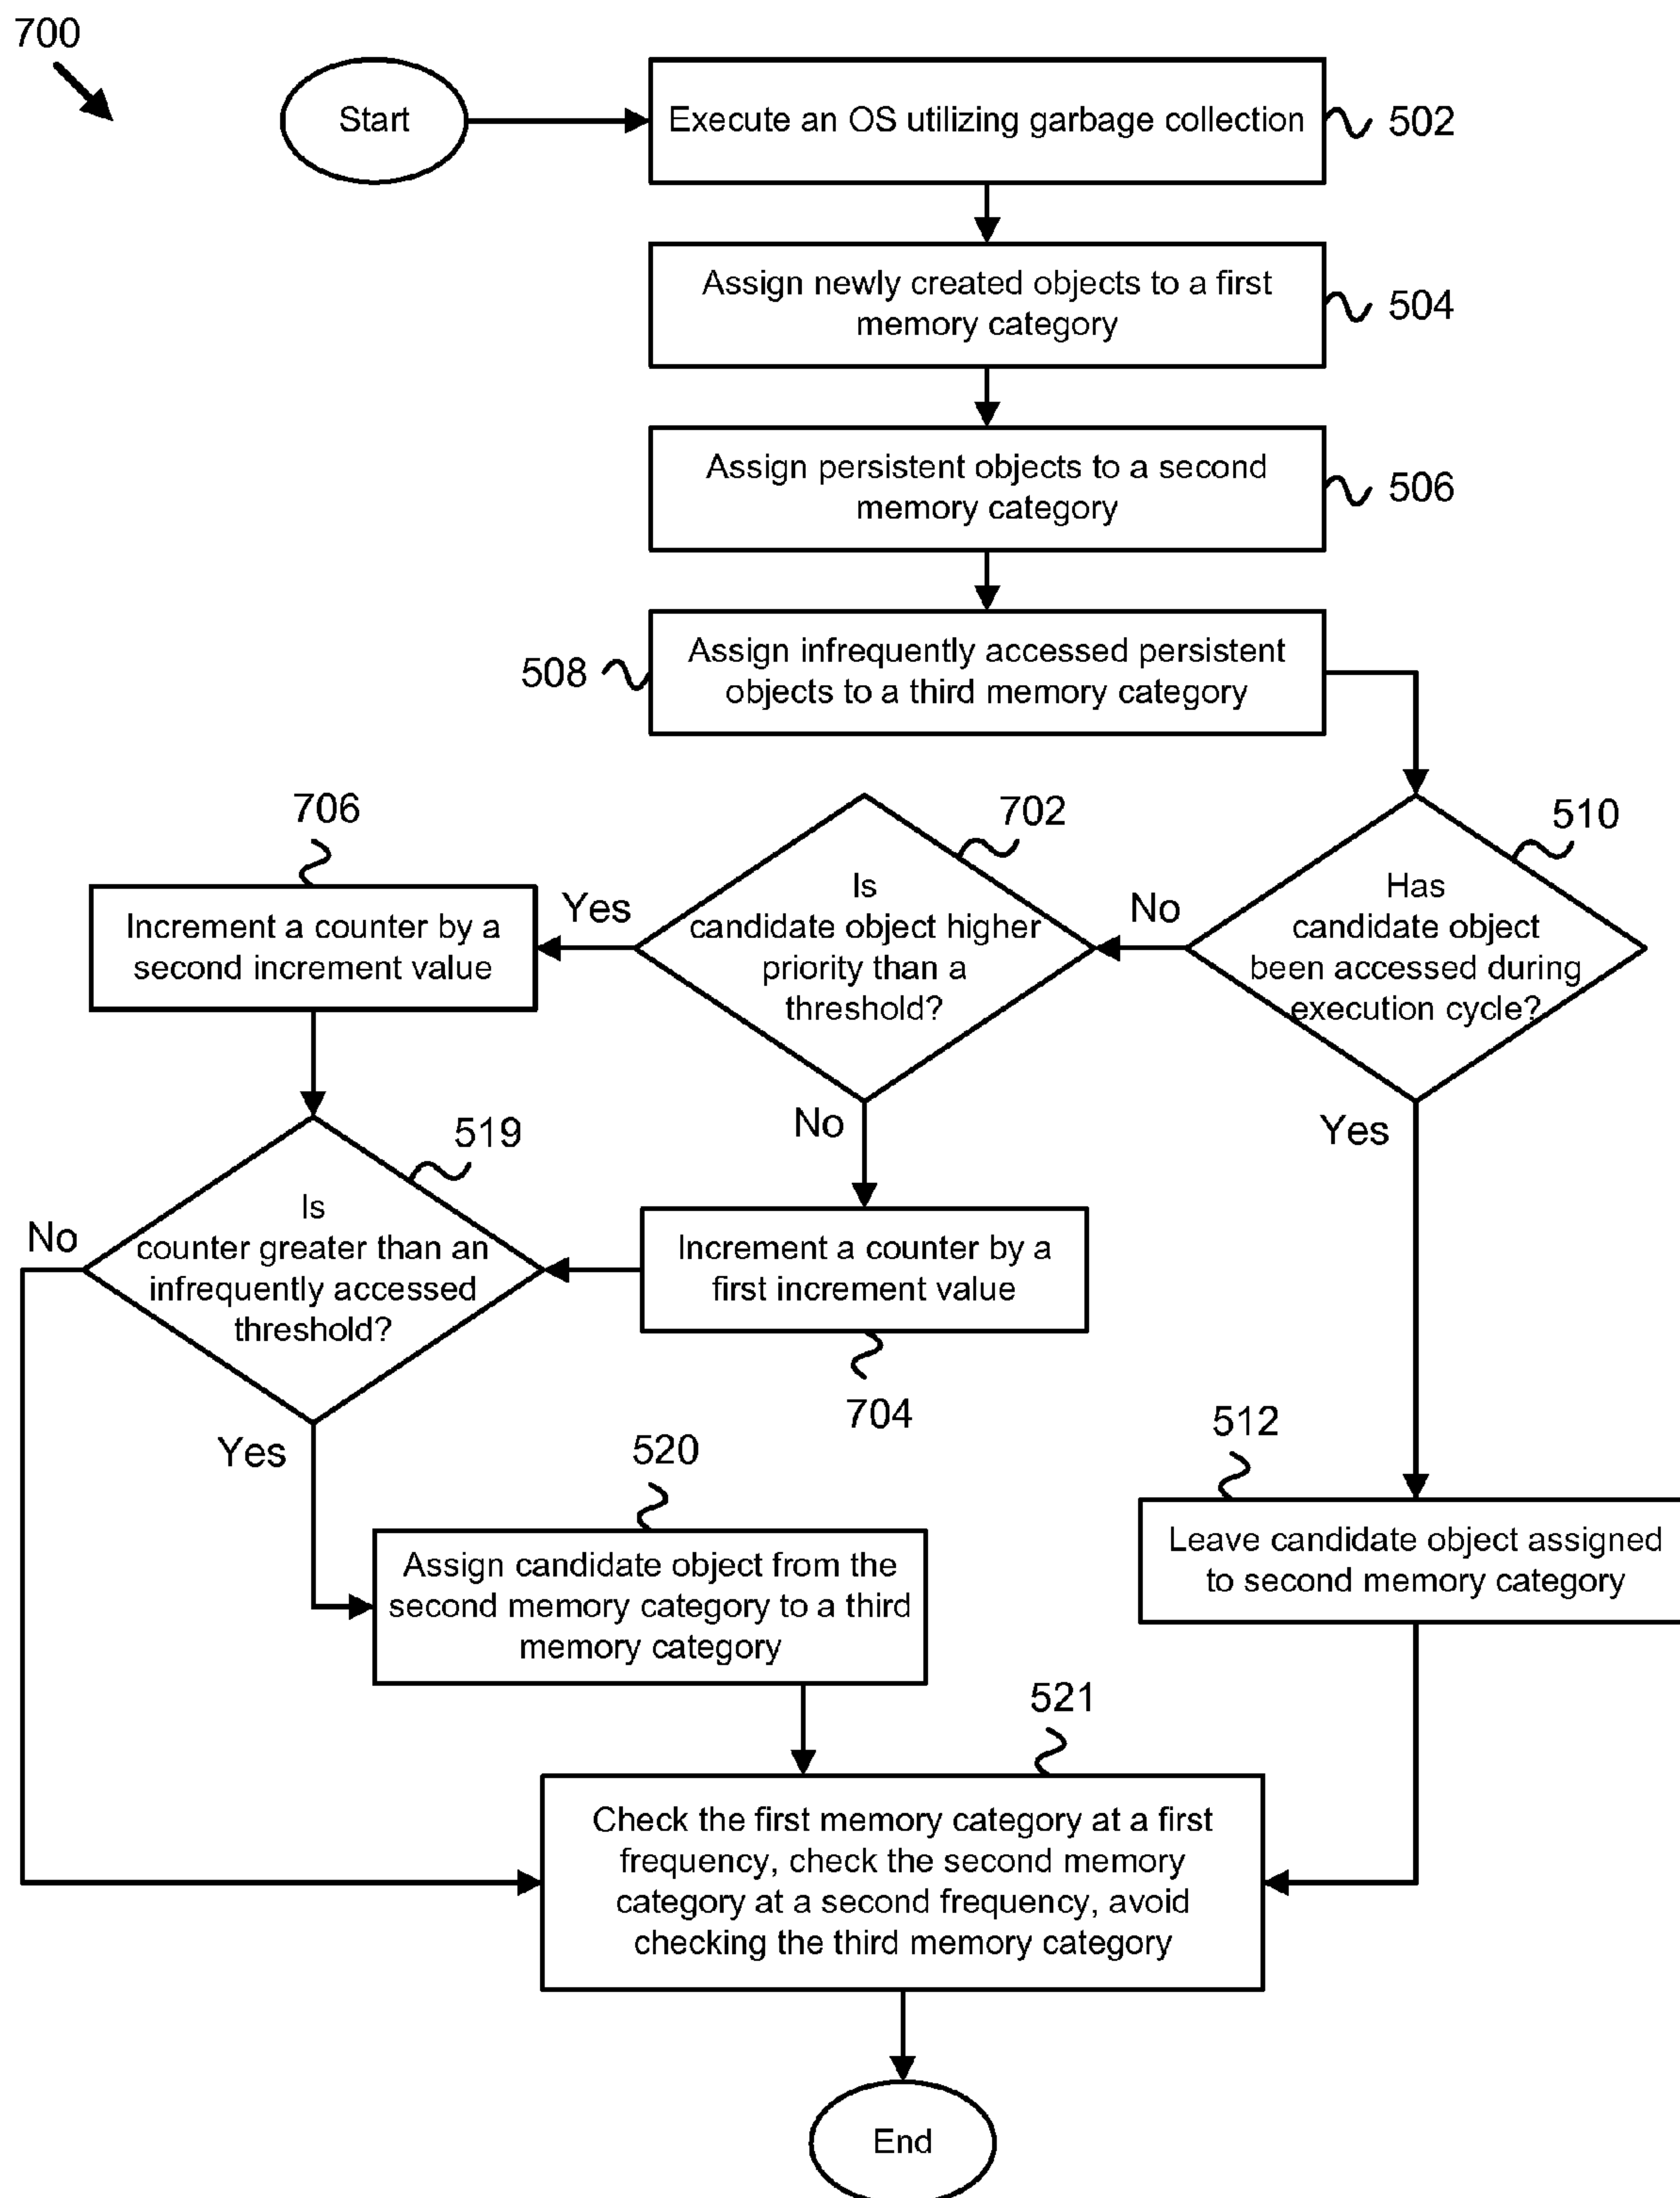 700
Start
Execute an OS utilizing garbage collection
502
Assign newly created objects to a first
memory category
504
Assign persistent objects to a second
memory category
506
508
Assign infrequently accessed persistent
objects to a third memory category
706
702
510
Increment a counter by a
second increment value
Yes
Is
candidate object higher
priority than a
threshold?
No
Has
candidate object
been accessed during
execution cycle?
No
Yes
519
No
Is
counter greater than an
infrequently accessed
threshold?
Increment a counter by a
first increment value
704
Yes
520
512
Assign candidate object from the
second memory category to a third
memory category
Leave candidate object assigned
to second memory category
521
Check the first memory category at a first
frequency, check the second memory
category at a second frequency, avoid
checking the third memory category
End